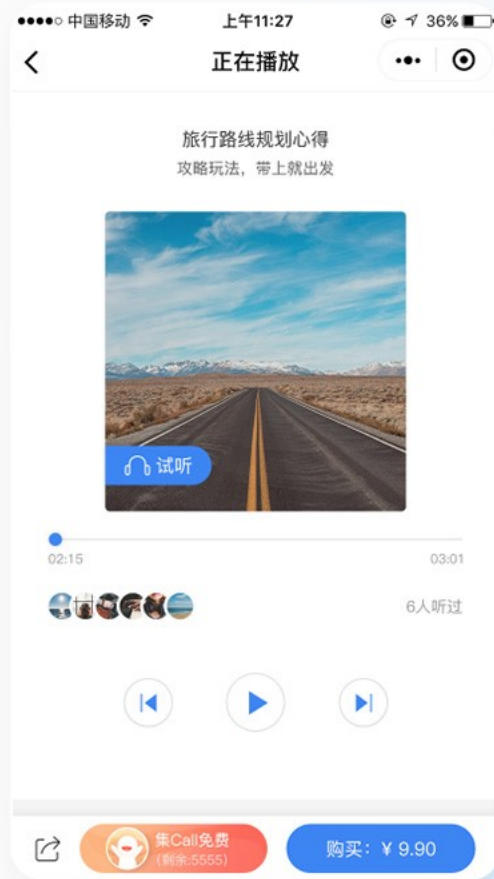 中国移动 上午11:27 36%
正在播放
旅行路线规划心得
攻略玩法，带上就出发
试听
02:15 03:01
6人听过
集Call免费
(剩余:5555)
购买：¥ 9.90